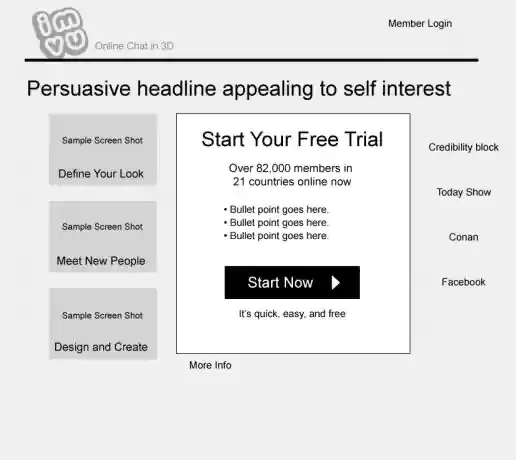 imvu
Online Chat in 3D
Member Login
Persuasive headline appealing to self interest
Sample Screen Shot
Define Your Look
Sample Screen Shot
Meet New People
Sample Screen Shot
Design and Create
Start Your Free Trial
Over 82,000 members in
21 countries online now
• Bullet point goes here.
• Bullet point goes here.
• Bullet point goes here.
Start Now
It's quick, easy, and free
More Info
Credibility block
Today Show
Conan
Facebook